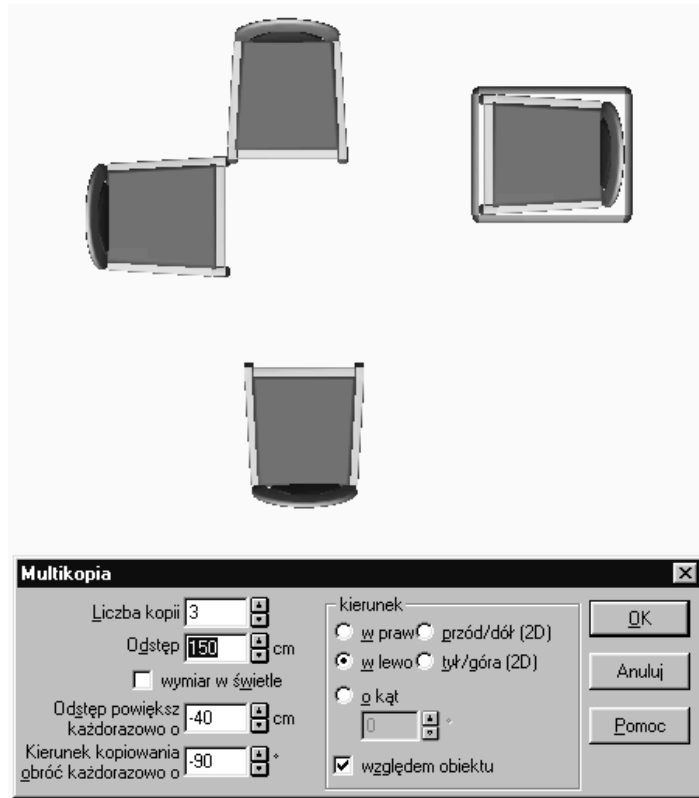 Multikopia
Liczba kopii 3
Odstęp 150 cm
wymiar w świetle
Odstęp powiększ
każdorazowo o -40 cm
Kierunek kopiowania
obróć każdorazowo o -90 °
kierunek
w praw przód/dół (2D)
w lewo tył/góra (2D)
o kąt
0 °
względem obiektu
OK
Anuluj
Pomoc